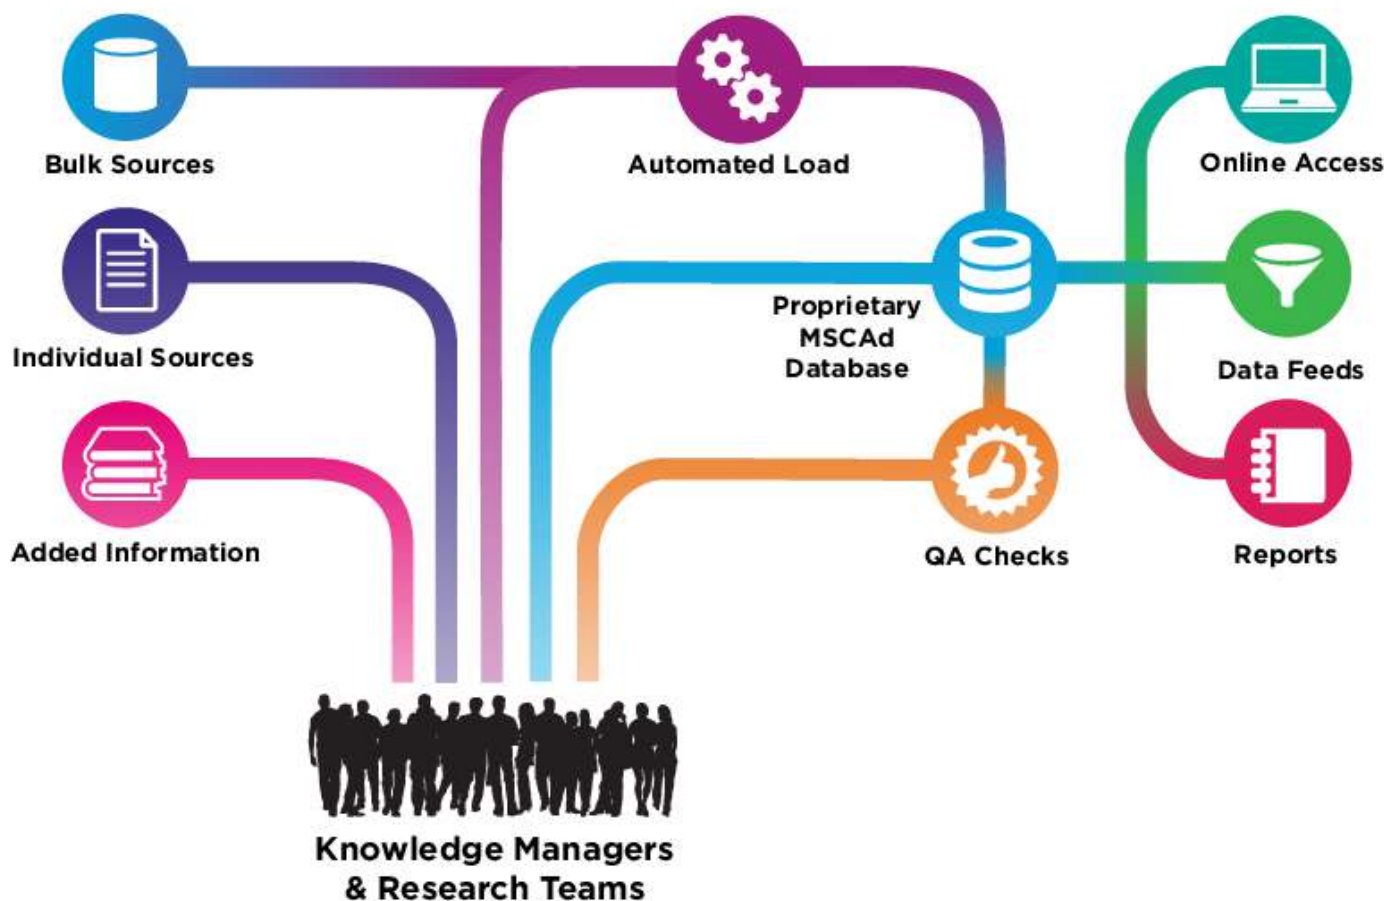 Bulk Sources
Automated Load
Online Access
Individual Sources
Proprietary
MSCAd
Database
Data Feeds
Added Information
QA Checks
Reports
Knowledge Managers
& Research Teams